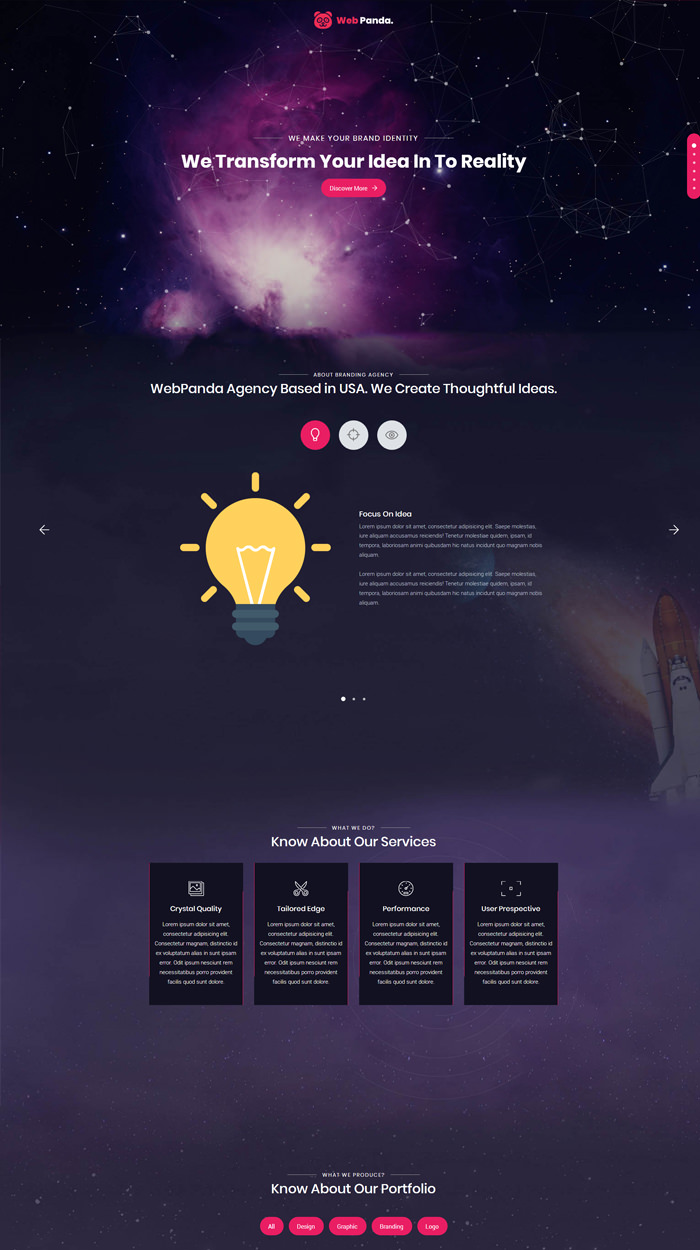 Web Panda.
WE MAKE YOUR BRAND IDENTITY
We Transform Your Idea In To Reality
Discover More
ABOUT BRANDING AGENCY
WebPanda Agency Based in USA. We Create Thoughtful Ideas.
Focus On Idea
Lorem ipsum dolor sit amet, consectetur adipisicing elit. Saepe molestias,
iure aliquam accusamus reiciendis! Tenetur molestiae quidem, ipsam, id
tempora, laboriosam animi quibusdam hic natus incidunt quo magnam nobis
aliquam.
Lorem ipsum dolor sit amet, consectetur adipisicing elit. Saepe molestias,
iure aliquam accusamus reiciendis! Tenetur molestiae quidem, ipsam, id
tempora, laboriosam animi quibusdam hic natus incidunt quo magnam nobis
aliquam.
WHAT WE DO?
Know About Our Services
Crystal Quality
Lorem ipsum dolor sit amet,
consectetur adipisicing elit.
Consectetur magnam, distinctio id
ex voluptatum alias in sunt ipsam
error. Odit ipsum nesciunt rem
necessitatibus porro provident
facilis quod sunt dolore.
Tailored Edge
Lorem ipsum dolor sit amet,
consectetur adipisicing elit.
Consectetur magnam, distinctio id
ex voluptatum alias in sunt ipsam
error. Odit ipsum nesciunt rem
necessitatibus porro provident
facilis quod sunt dolore.
Performance
Lorem ipsum dolor sit amet,
consectetur adipisicing elit.
Consectetur magnam, distinctio id
ex voluptatum alias in sunt ipsam
error. Odit ipsum nesciunt rem
necessitatibus porro provident
facilis quod sunt dolore.
User Prespective
Lorem ipsum dolor sit amet,
consectetur adipisicing elit.
Consectetur magnam, distinctio id
ex voluptatum alias in sunt ipsam
error. Odit ipsum nesciunt rem
necessitatibus porro provident
facilis quod sunt dolore.
WHAT WE PRODUCE?
Know About Our Portfolio
All
Design
Graphic
Branding
Logo